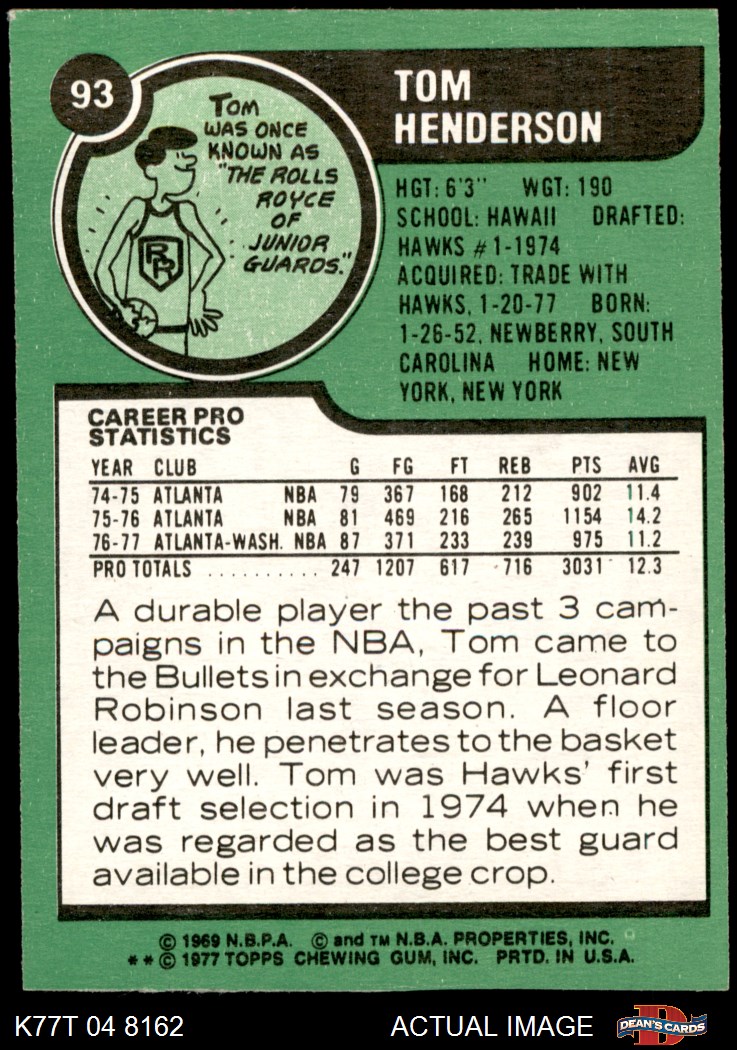 93
TOM
HENDERSON
TOM
WAS ONCE
KNOWN AS
"THE ROLLS
ROYCE
OF
JUNIOR
GUARDS."
RR
HGT: 6'3" WGT: 190
SCHOOL: HAWAII DRAFTED:
HAWKS #1-1974
ACQUIRED: TRADE WITH
HAWKS, 1-20-77 BORN:
1-26-52, NEWBERRY, SOUTH
CAROLINA HOME: NEW
YORK, NEW YORK
CAREER PRO
STATISTICS
YEAR CLUB G FG FT REB PTS AVG
74-75 ATLANTA NBA 79 367 168 212 902 11.4
75-76 ATLANTA NBA 81 469 216 265 1154 14.2
76-77 ATLANTA-WASH. NBA 87 371 233 239 975 11.2
PRO TOTALS .......... 247 1207 617 716 3031 12.3
A durable player the past 3 cam-
paigns in the NBA, Tom came to
the Bullets in exchange for Leonard
Robinson last season. A floor
leader, he penetrates to the basket
very well. Tom was Hawks' first
draft selection in 1974 when he
was regarded as the best guard
available in the college crop.
© 1969 N.B.P.A. © and TM N.B.A. PROPERTIES, INC.
** © 1977 TOPPS CHEWING GUM, INC. PRTD. IN U.S.A.
K77T 04 8162 ACTUAL IMAGE D DEAN'S CARDS